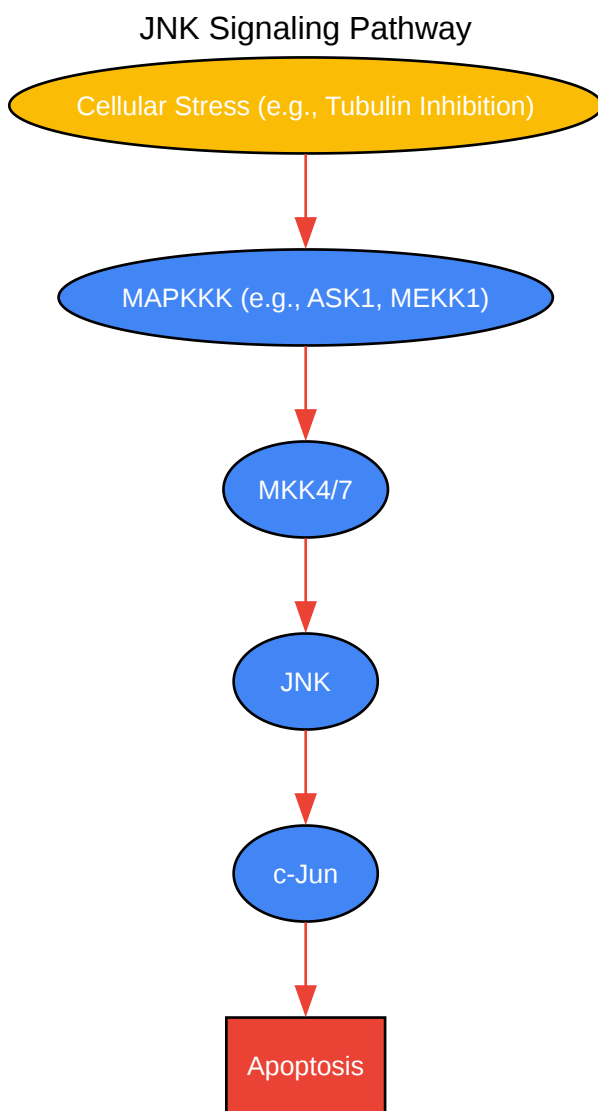 JNK Signaling Pathway
Cellular Stress (e.g., Tubulin Inhibition)
MAPKKK (e.g., ASK1, MEKK1)
MKK4/7
JNK
c-Jun
Apoptosis